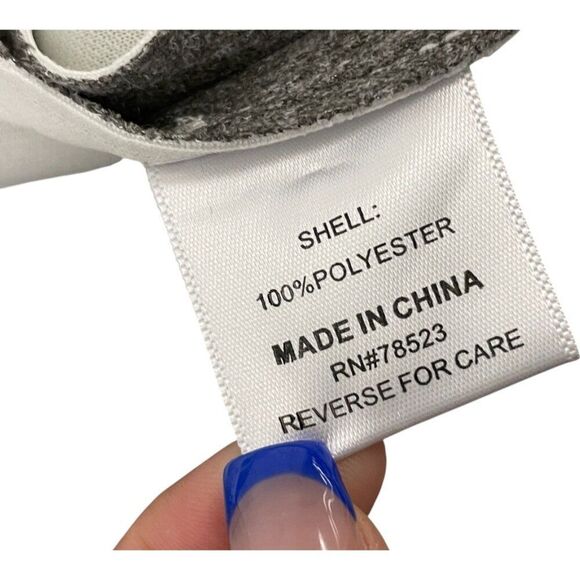 SHELL:
100%POLYESTER
MADE IN CHINA
RN#78523
REVERSE FOR CARE